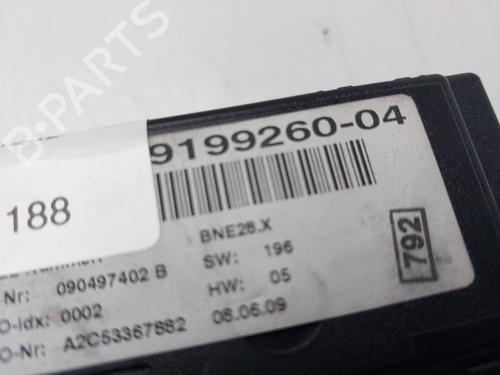 B-PARTS
9199260-04
188
BNE26.X
Nr: 090497402 B
SW: 196
792
O-Idx: 0002
HW: 05
O-Nr: A2C53367882
08.06.09